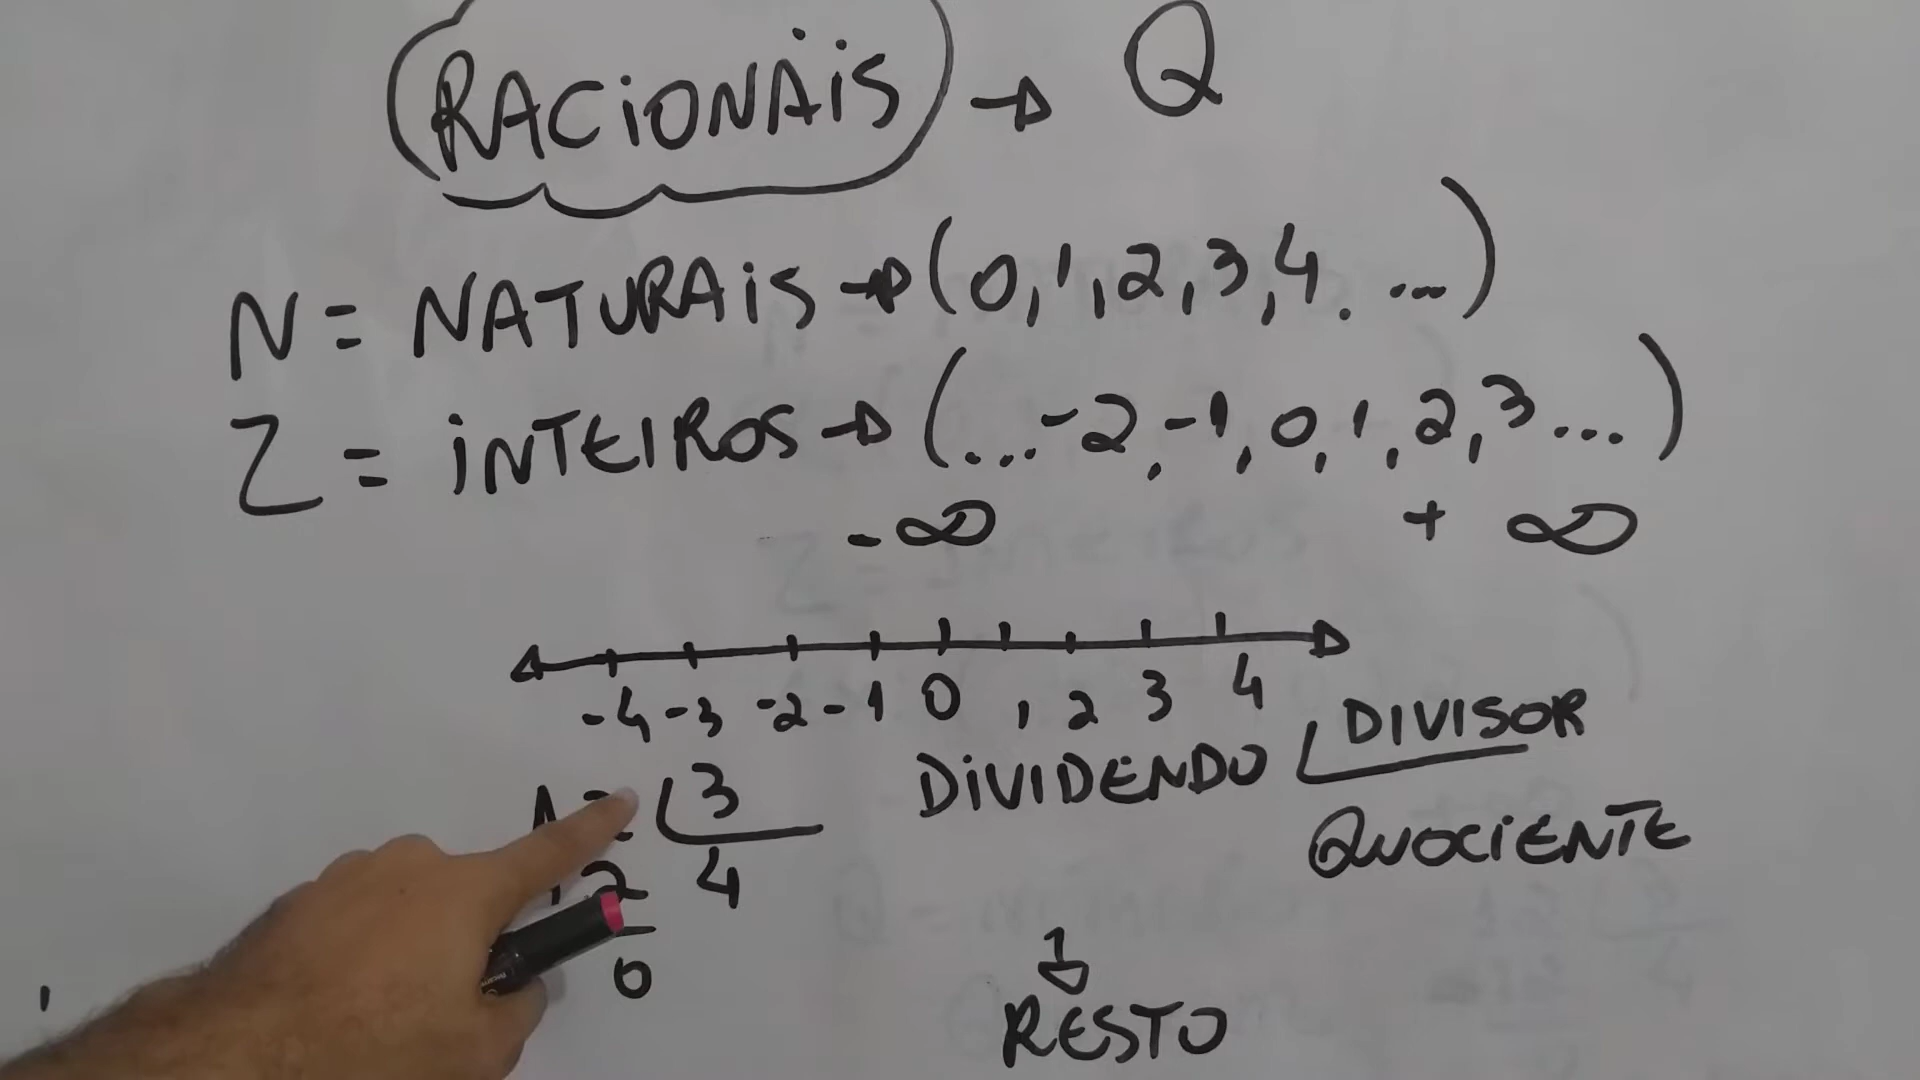 RACIONAIS → Q
N = NATURAIS → (0, 1, 2, 3, 4. ...)
Z = INTEIROS → (... -2, -1, 0, 1, 2, 3 ...)
- ∞ + ∞
-4 -3 -2 -1 0 1 2 3 4
3 DIVIDENDO DIVISOR
4 QUOCIENTE
0
RESTO